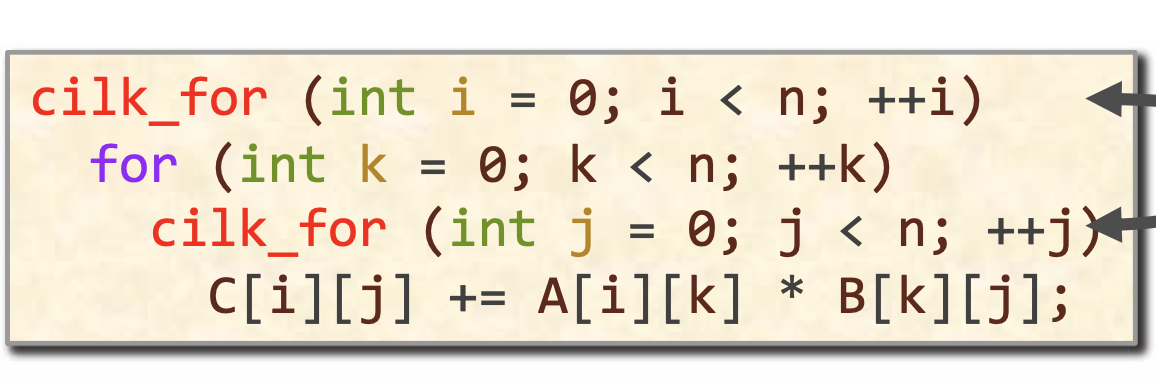 cilk_for (int i = 0; i < n; ++i)
for (int k = 0; k < n; ++k)
cilk_for (int j = 0; j < n; ++j)
C[i][j] += A[i][k] * B[k][j];